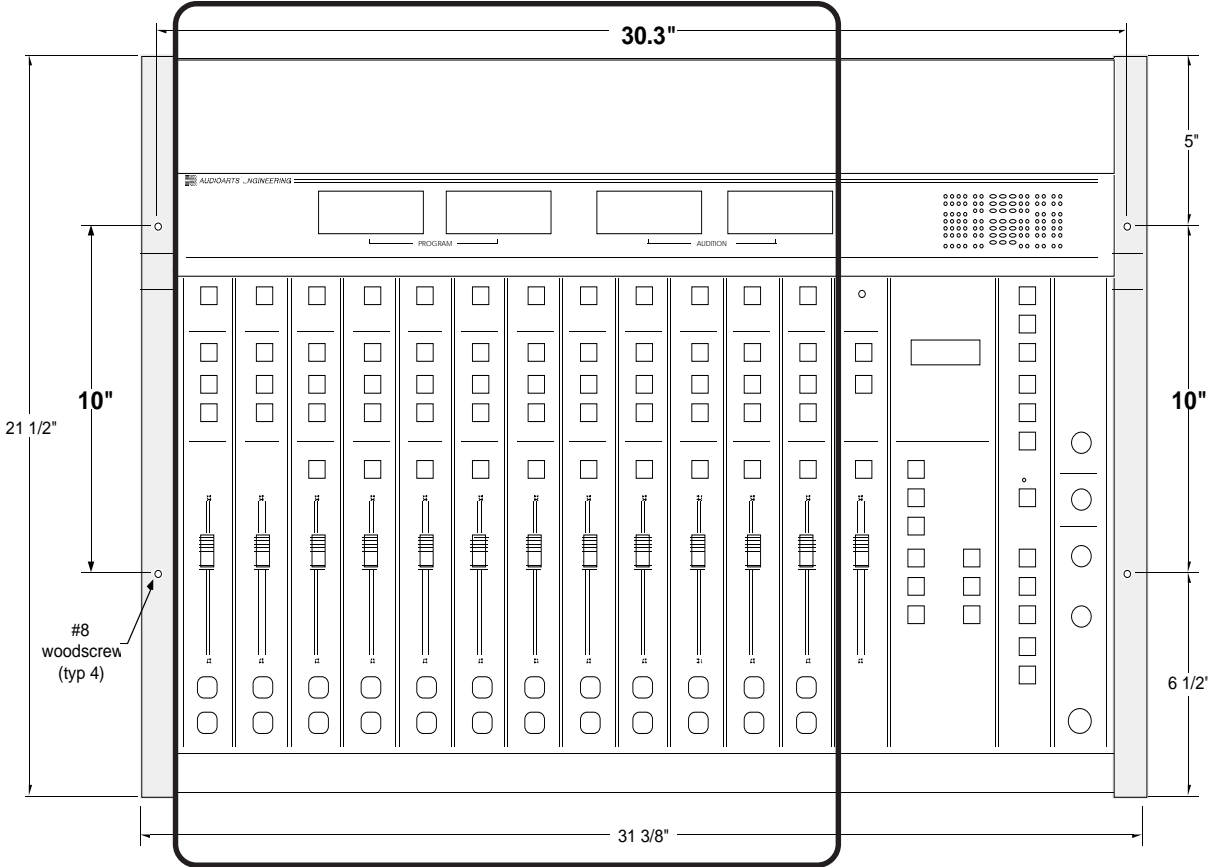 30.3"
5"
AUDIOARTS ENGINEERING
PROGRAM
AUDITION
10"
10"
21 1/2"
#8
woodscrew
(typ 4)
6 1/2'
31 3/8"